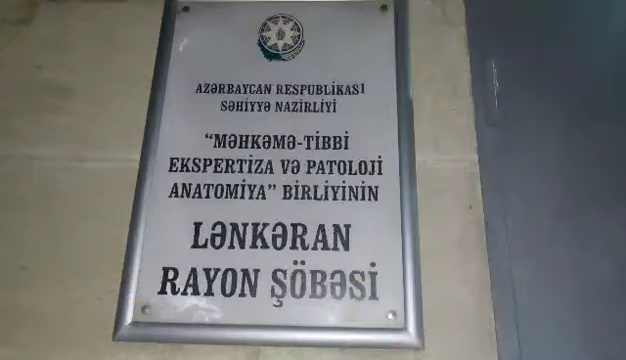 AZƏRBAYCAN RESPUBLİKASI
SƏHİYYƏ NAZİRLİYİ
“MƏHKƏMƏ-TİBBİ
EKSPERTİZA VƏ PATOLOJİ
ANATOMİYA” BİRLİYİNİN
LƏNKƏRAN
RAYON ŞÖBƏSİ